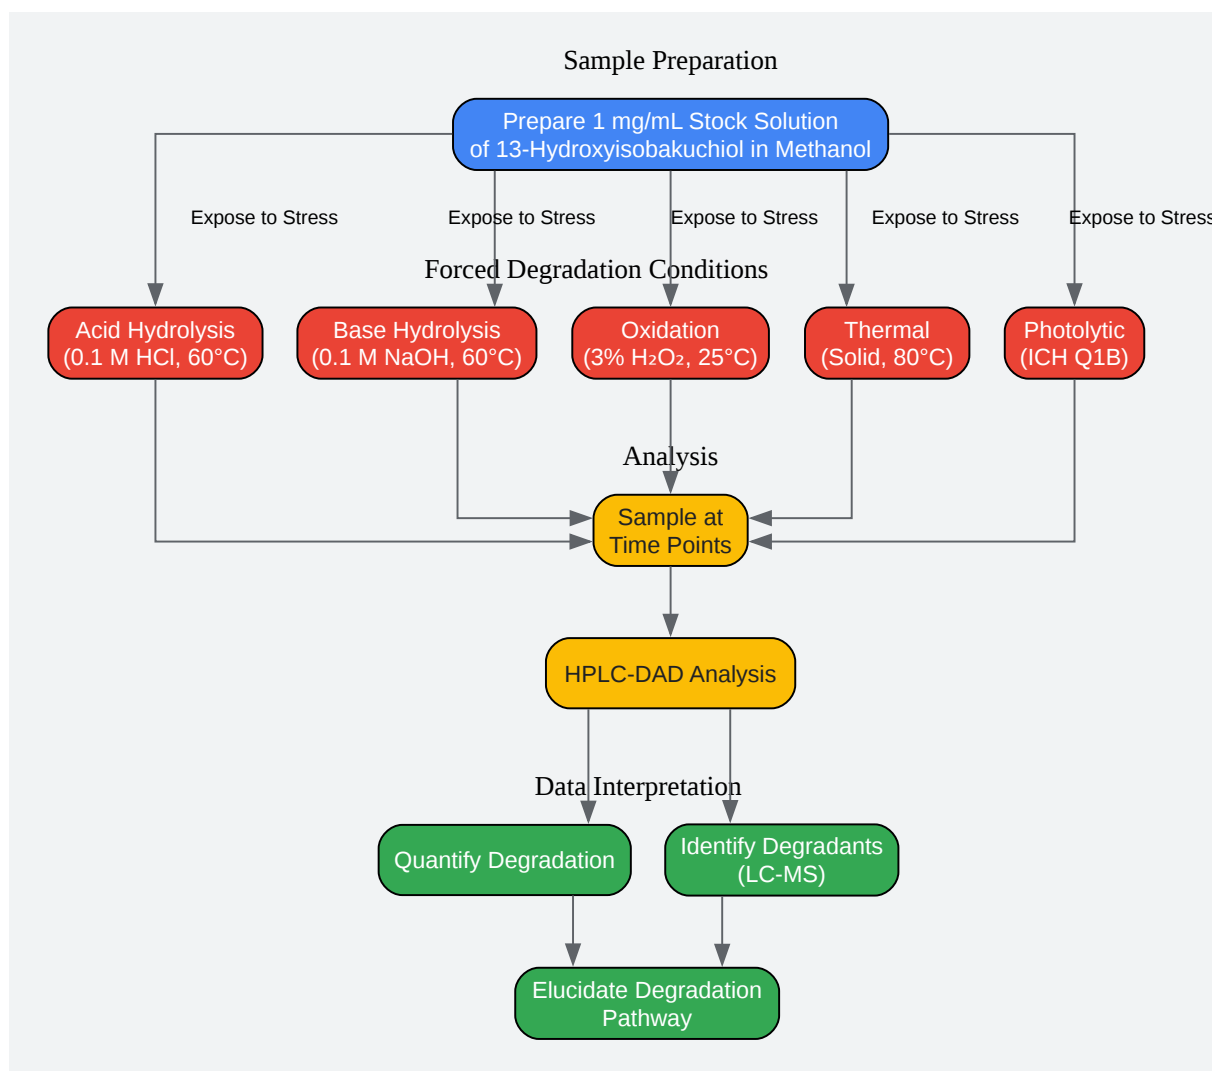 Sample Preparation
Prepare 1 mg/mL Stock Solution
of 13-Hydroxyisobakuchiol in Methanol
Expose to Stress
Expose to Stress
Expose to Stress
Expose to Stress
Expose to Stress
Forced Degradation Conditions
Acid Hydrolysis
(0.1 M HCl, 60°C)
Base Hydrolysis
(0.1 M NaOH, 60°C)
Oxidation
(3% H₂O₂, 25°C)
Thermal
(Solid, 80°C)
Photolytic
(ICH Q1B)
Analysis
Sample at
Time Points
HPLC-DAD Analysis
Data Interpretation
Quantify Degradation
Identify Degradants
(LC-MS)
Elucidate Degradation
Pathway